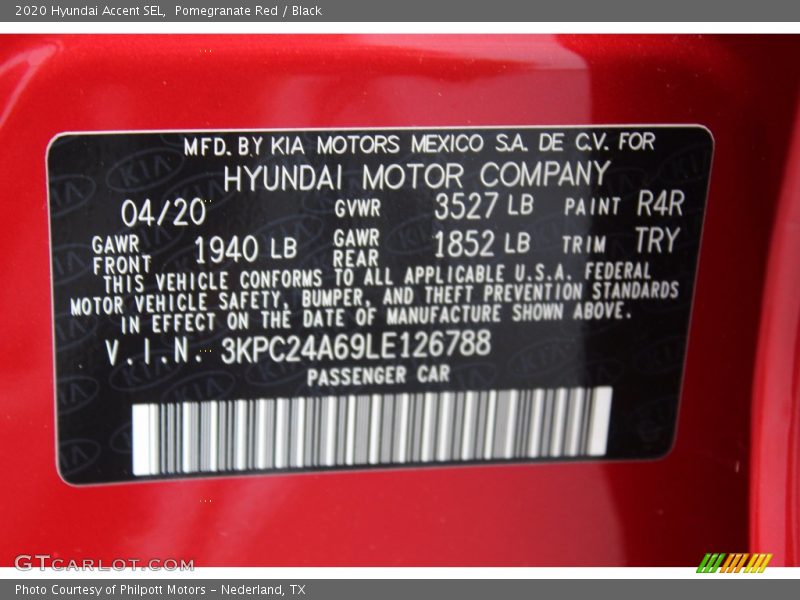 2020 Hyundai Accent SEL, Pomegranate Red / Black
MFD. BY KIA MOTORS MEXICO S.A. DE C.V. FOR
HYUNDAI MOTOR COMPANY
04/20 GVWR 3527 LB PAINT R4R
GAWR FRONT 1940 LB GAWR REAR 1852 LB TRIM TRY
THIS VEHICLE CONFORMS TO ALL APPLICABLE U.S.A. FEDERAL
MOTOR VEHICLE SAFETY, BUMPER, AND THEFT PREVENTION STANDARDS
IN EFFECT ON THE DATE OF MANUFACTURE SHOWN ABOVE.
V.I.N. 3KPC24A69LE126788
PASSENGER CAR
GTCARLOT.COM
Photo Courtesy of Philpott Motors - Nederland, TX